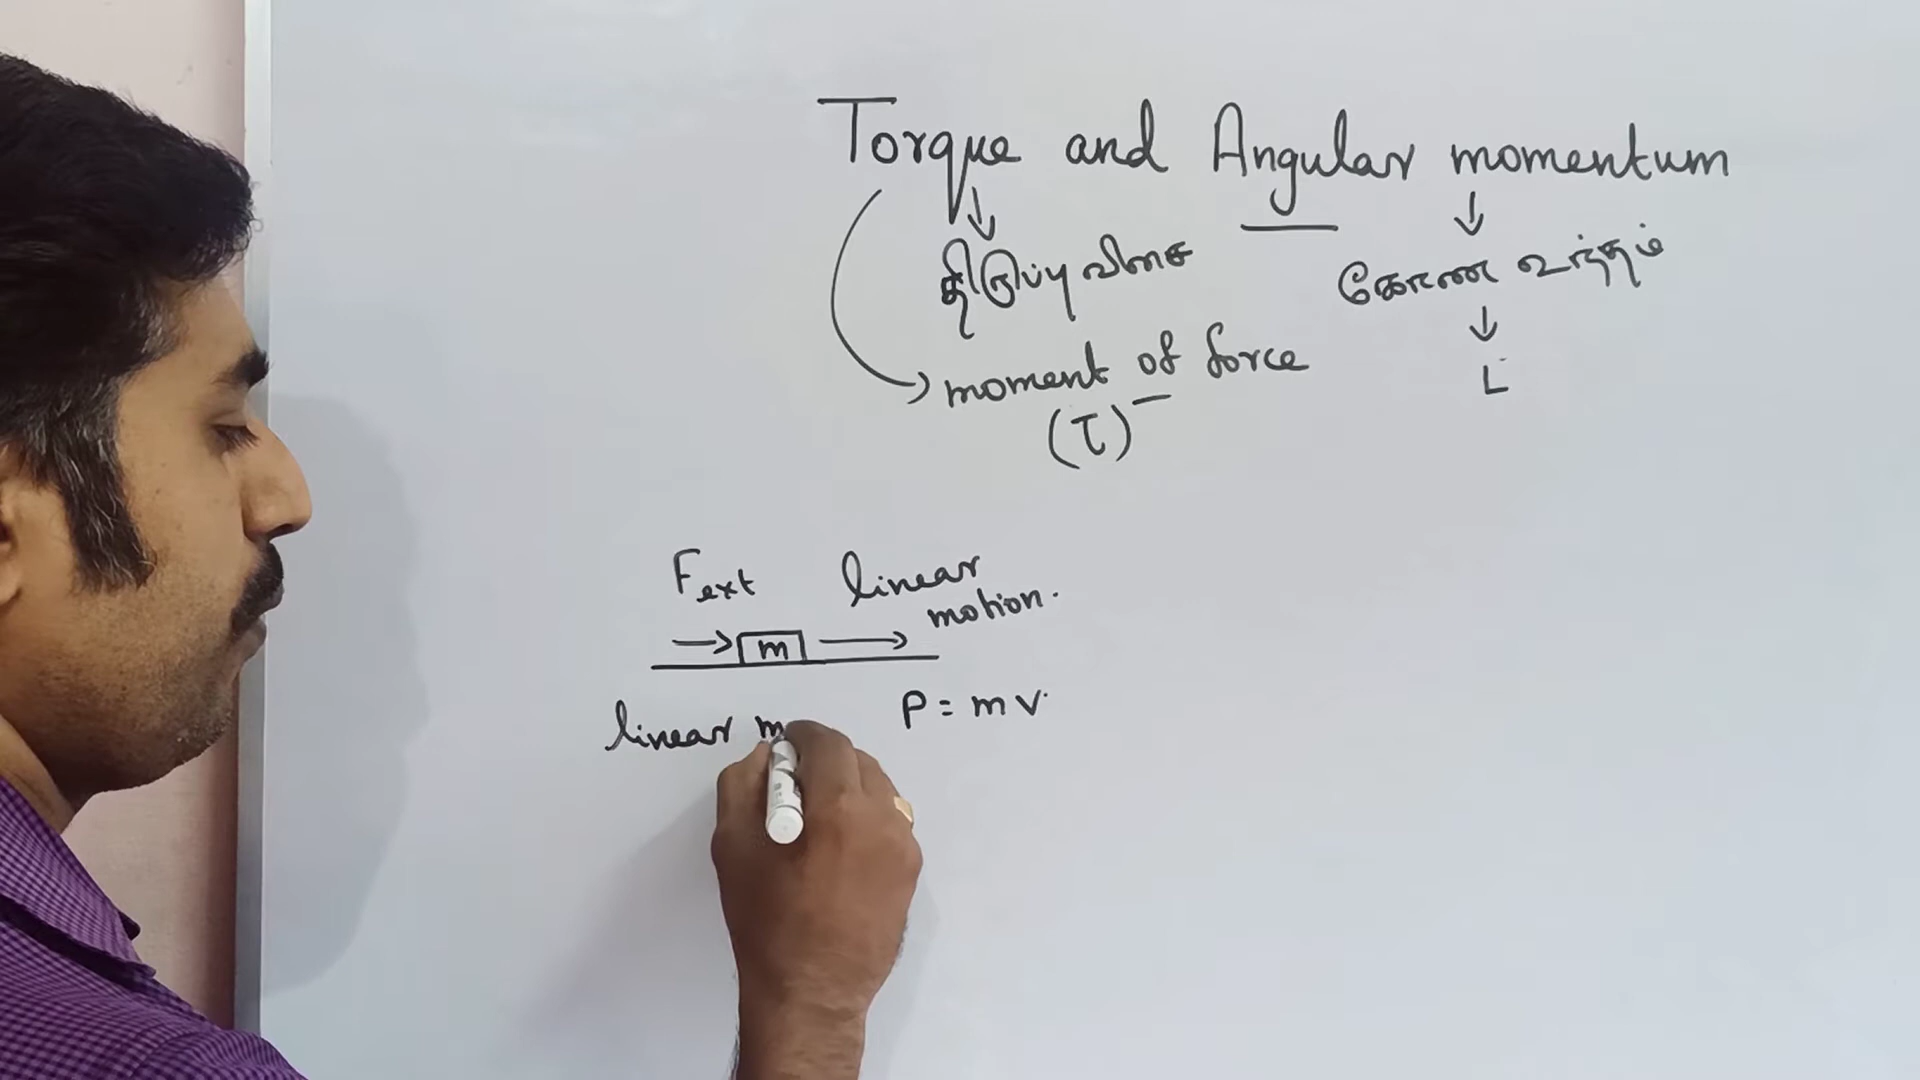 Torque and Angular momentum
திருப்பு விசை
கோண உந்தம்
moment of force
L
(τ)
Fext linear
motion.
m
P = mv
linear m